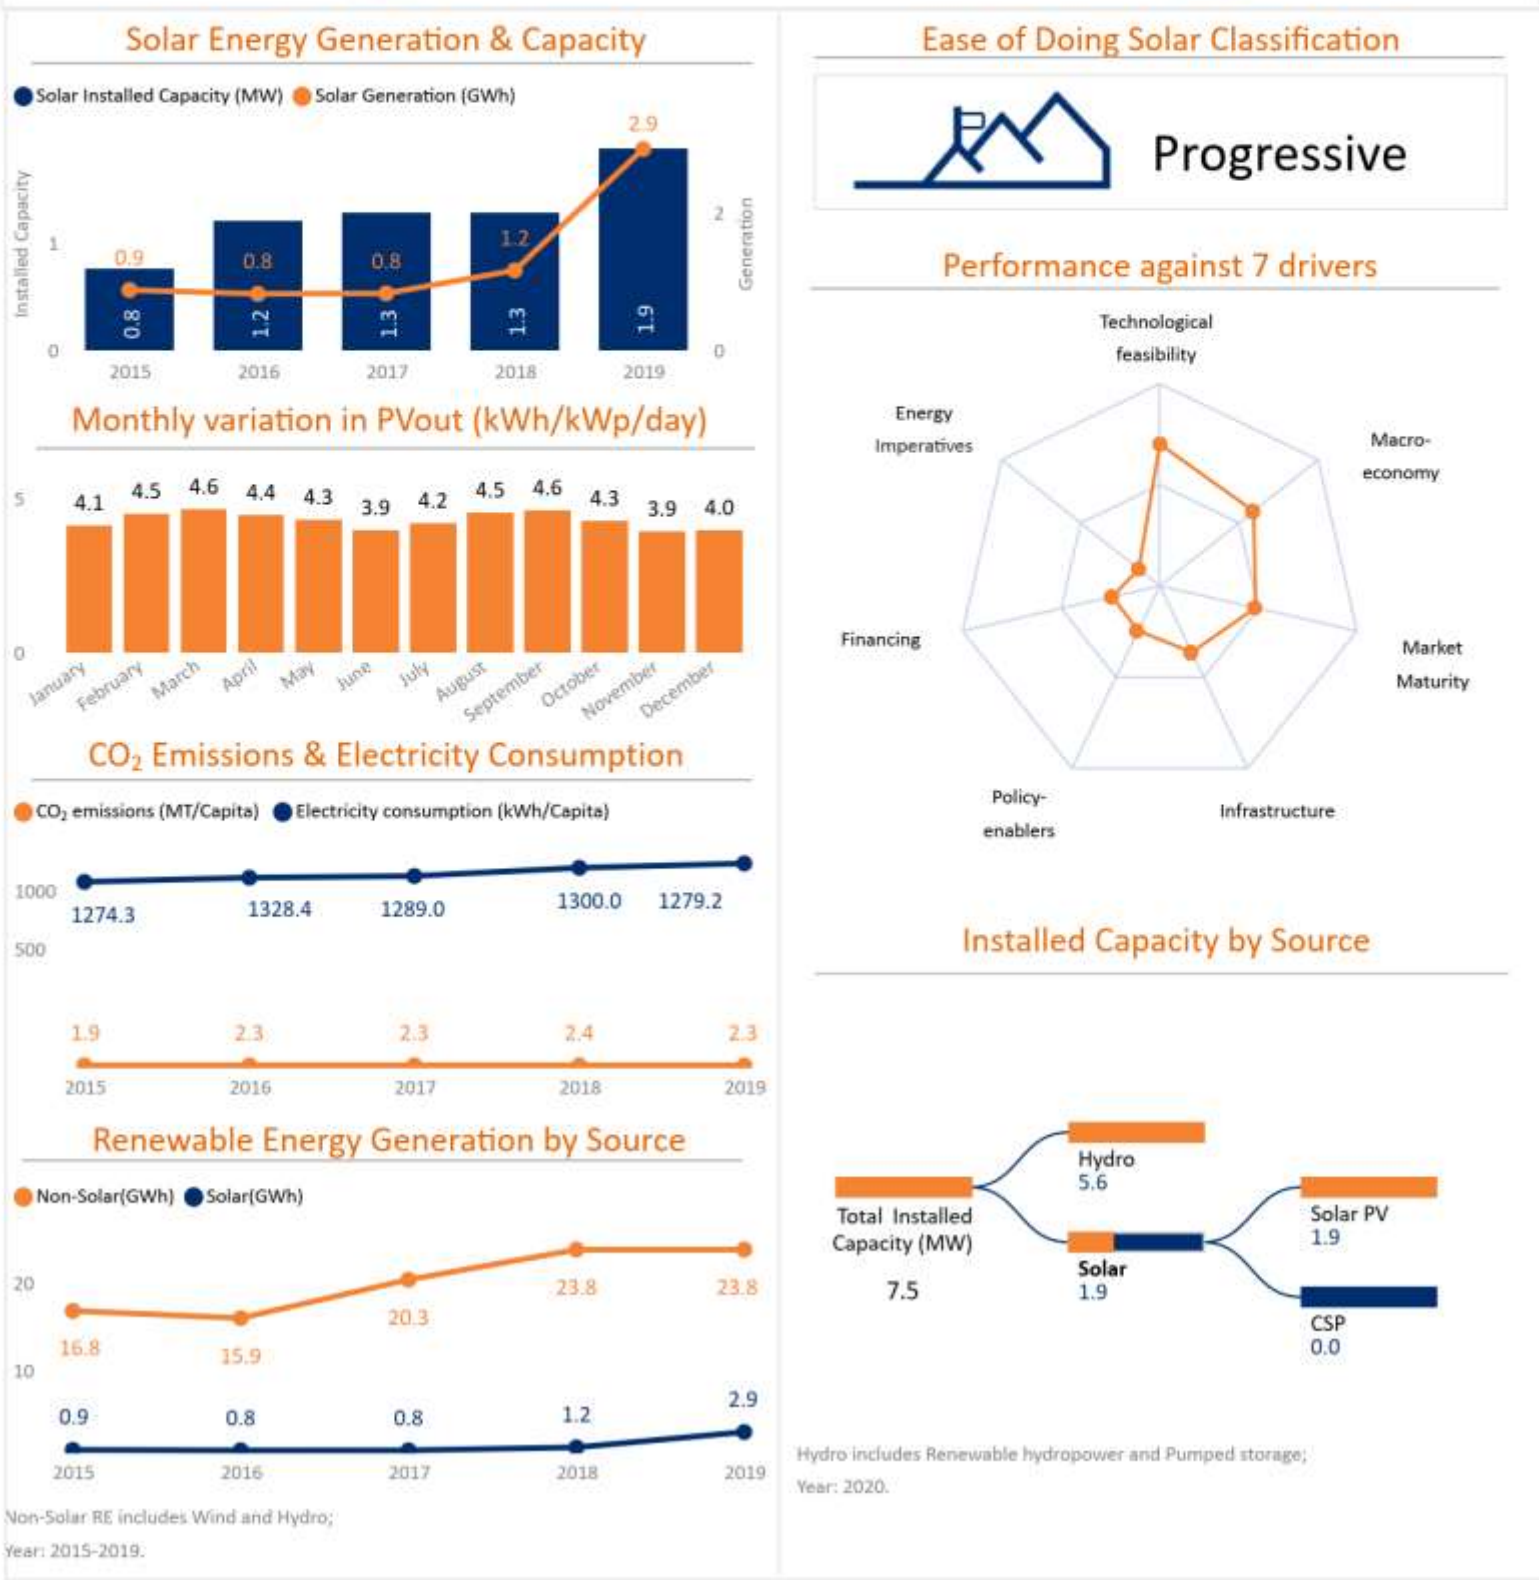 Solar Energy Generation & Capacity
Solar Installed Capacity (MW) Solar Generation (GWh)
Installed Capacity
Generation
1
0
2
0
0.9
0.8
0.8
1.2
2.9
0.8
1.2
1.3
1.3
1.9
2015
2016
2017
2018
2019
Monthly variation in PVout (kWh/kWp/day)
5
0
4.1
4.5
4.6
4.4
4.3
3.9
4.2
4.5
4.6
4.3
3.9
4.0
January
February
March
April
May
June
July
August
September
October
November
December
CO₂ Emissions & Electricity Consumption
CO₂ emissions (MT/Capita) Electricity consumption (kWh/Capita)
1000
500
1274.3
1328.4
1289.0
1300.0
1279.2
1.9
2.3
2.3
2.4
2.3
2015
2016
2017
2018
2019
Renewable Energy Generation by Source
Non-Solar(GWh) Solar(GWh)
20
10
16.8
15.9
20.3
23.8
23.8
0.9
0.8
0.8
1.2
2.9
2015
2016
2017
2018
2019
Non-Solar RE includes Wind and Hydro;
Year: 2015-2019.
Ease of Doing Solar Classification
Progressive
Performance against 7 drivers
Technological
feasibility
Macro-
economy
Market
Maturity
Infrastructure
Policy-
enablers
Financing
Energy
Imperatives
Installed Capacity by Source
Total Installed
Capacity (MW)
7.5
Hydro
5.6
Solar
1.9
Solar PV
1.9
CSP
0.0
Hydro includes Renewable hydropower and Pumped storage;
Year: 2020.